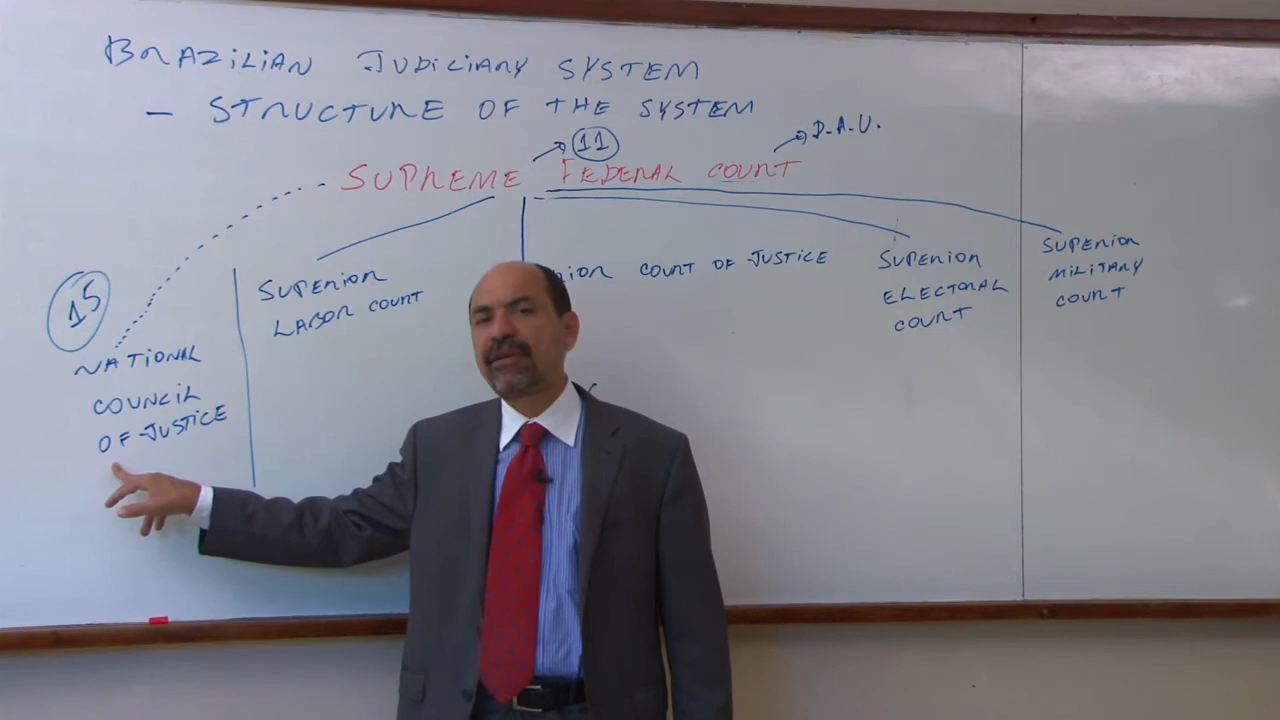 BRAZILIAN JUDICIARY SYSTEM
- STRUCTURE OF THE SYSTEM
11
D.A.U.
SUPREME FEDERAL COURT
15
NATIONAL
COUNCIL
OF JUSTICE
SUPERIOR
LABOR COURT
COURT OF JUSTICE
SUPERIOR
ELECTORAL
COURT
SUPERIOR
MILITARY
COURT